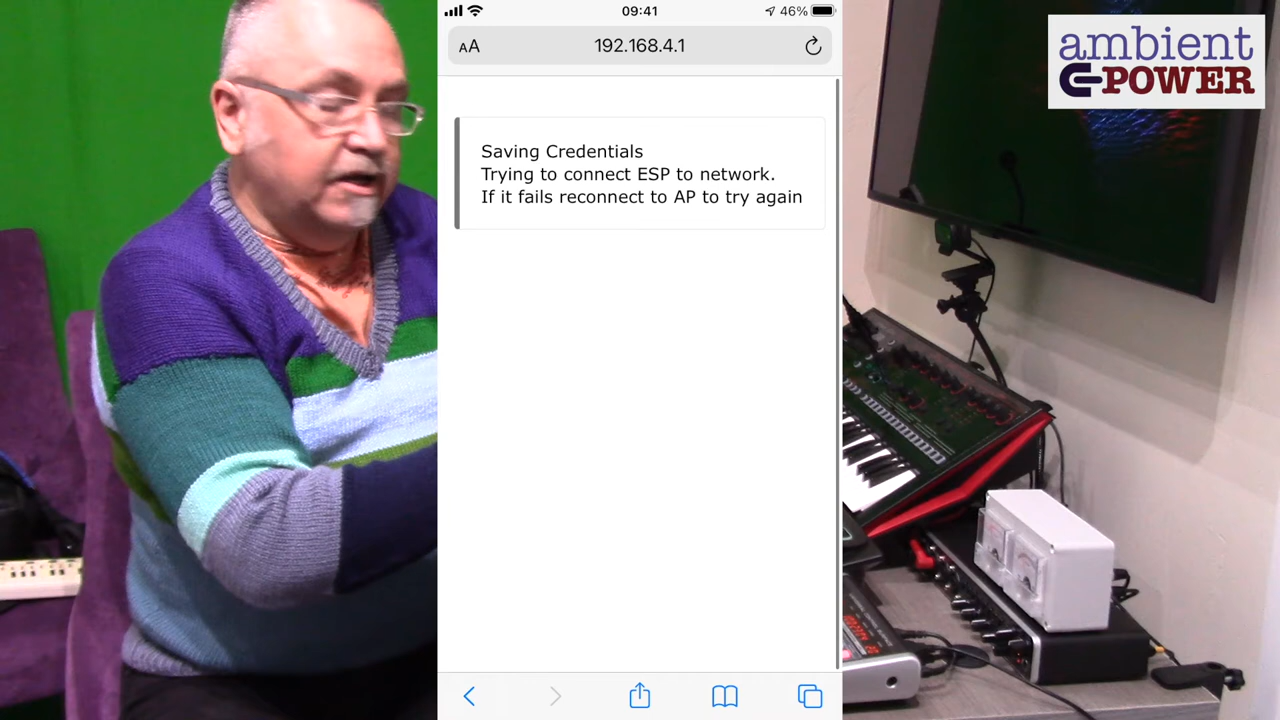 09:41
46%
AA
192.168.4.1
Saving Credentials
Trying to connect ESP to network.
If it fails reconnect to AP to try again
ambient
POWER